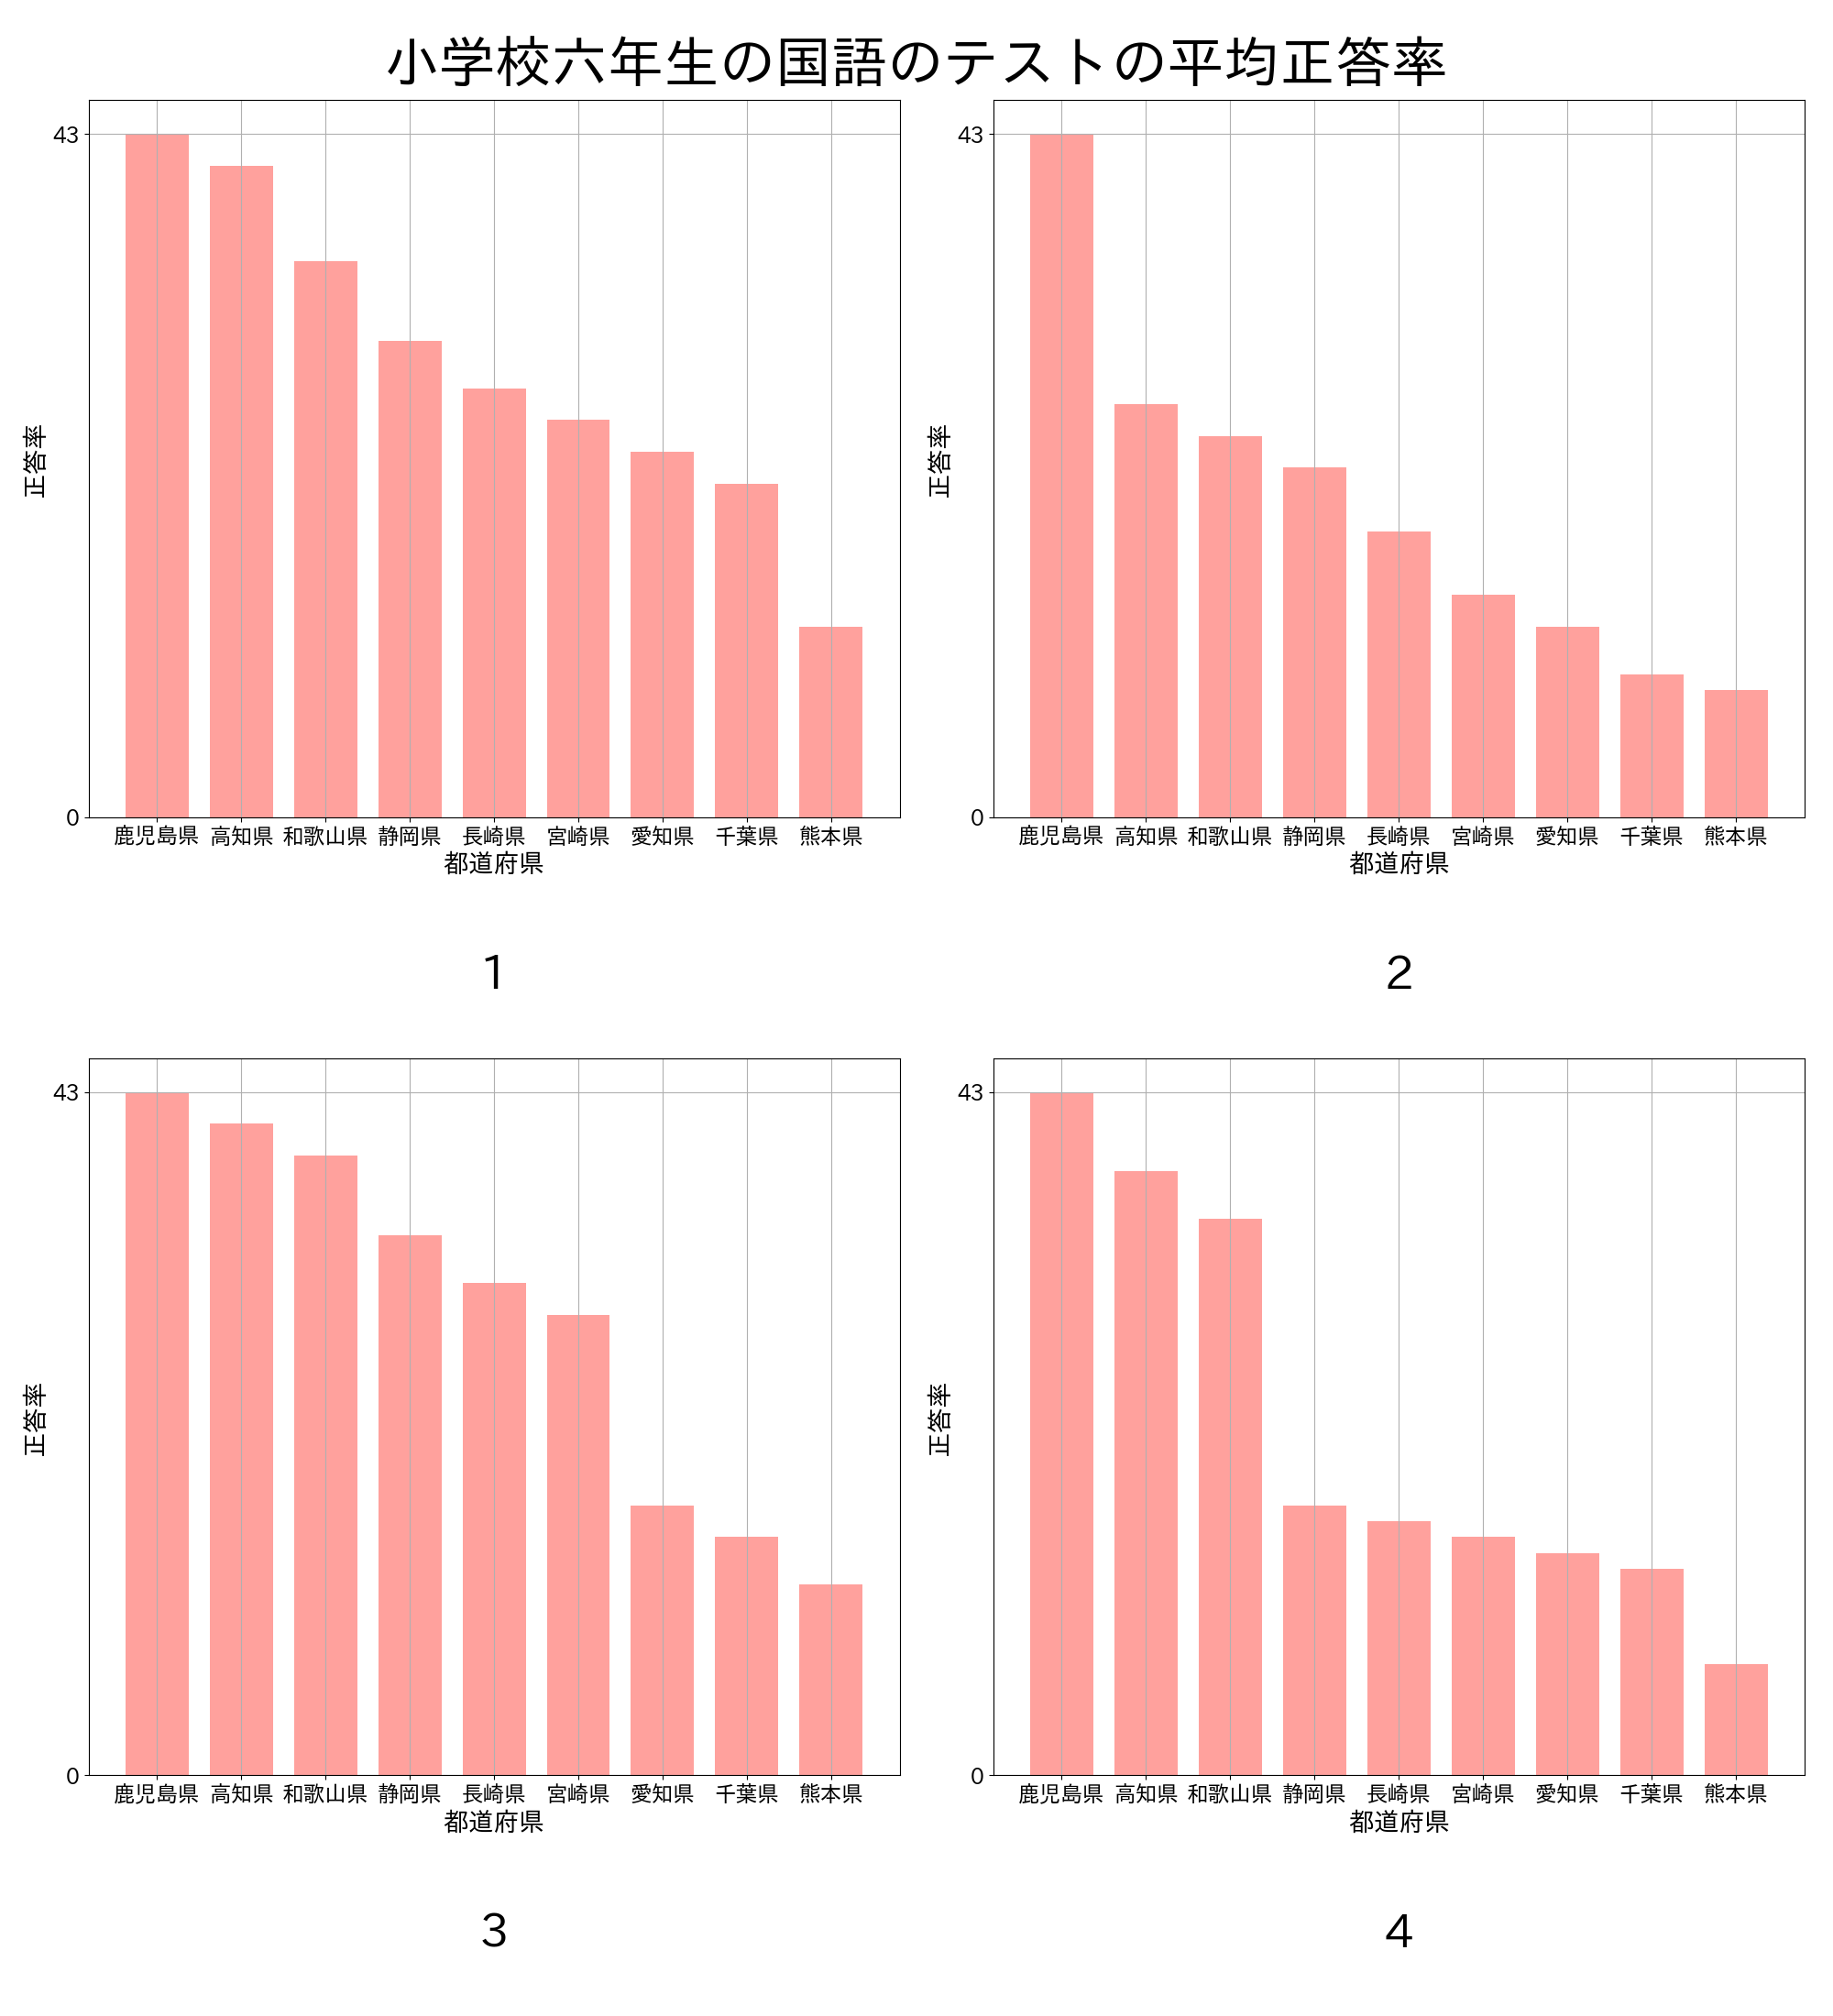 小学校六年生の国語のテストの平均正答率
43
0
正答率
鹿児島県 高知県 和歌山県 静岡県 長崎県 宮崎県 愛知県 千葉県 熊本県
都道府県
1
43
0
正答率
鹿児島県 高知県 和歌山県 静岡県 長崎県 宮崎県 愛知県 千葉県 熊本県
都道府県
2
43
0
正答率
鹿児島県 高知県 和歌山県 静岡県 長崎県 宮崎県 愛知県 千葉県 熊本県
都道府県
3
43
0
正答率
鹿児島県 高知県 和歌山県 静岡県 長崎県 宮崎県 愛知県 千葉県 熊本県
都道府県
4